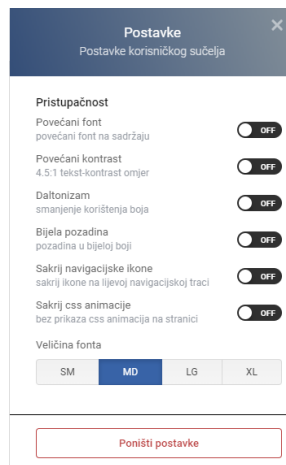 Postavke
Postavke korisničkog sučelja
Pristupačnost
Povećani font
povećani font na sadržaju
OFF
Povećani kontrast
4.5:1 tekst-kontrast omjer
OFF
Daltonizam
smanjenje korištenja boja
OFF
Bijela pozadina
pozadina u bijeloj boji
OFF
Sakrij navigacijske ikone
sakrij ikone na lijevoj navigacijskoj traci
OFF
Sakrij css animacije
bez prikaza css animacija na stranici
OFF
Veličina fonta
SM MD LG XL
Poništi postavke